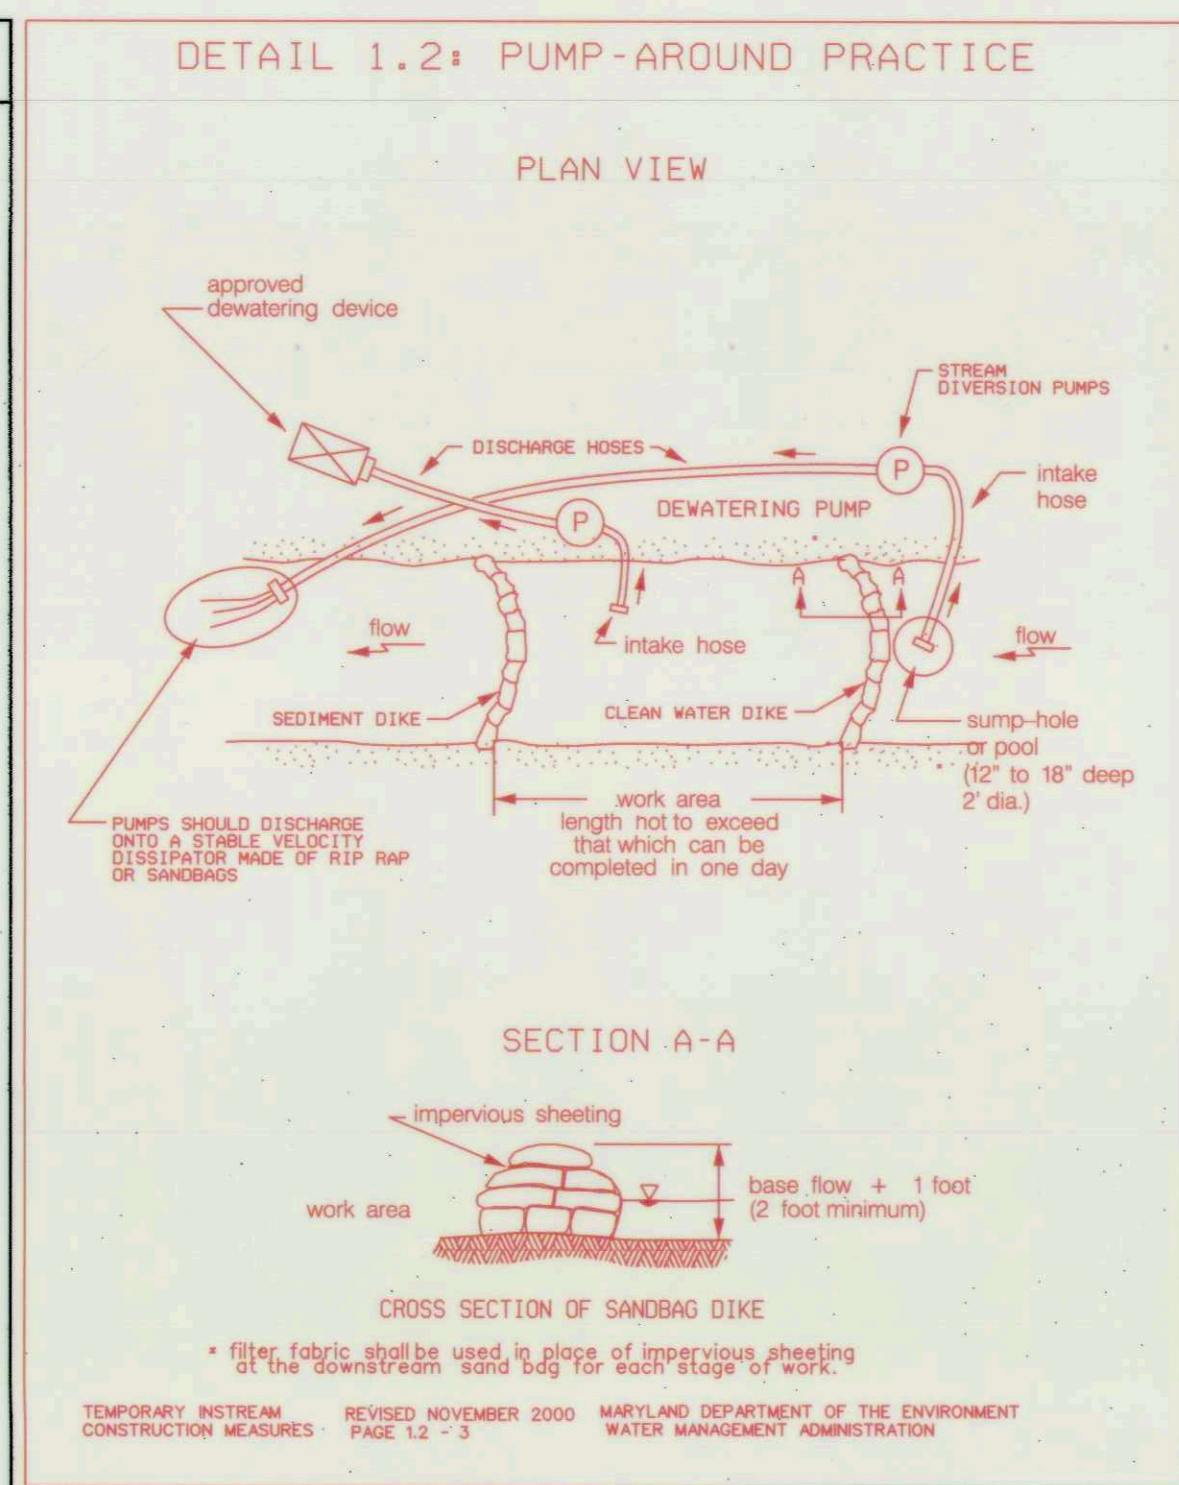 DETAIL 1.2: PUMP-AROUND PRACTICE
PLAN VIEW
approved
dewatering device
STREAM
DIVERSION PUMPS
DISCHARGE HOSES
P
intake
hose
DEWATERING PUMP
P
A
A
flow
intake hose
flow
SEDIMENT DIKE
CLEAN WATER DIKE
sump-hole
or pool
(12" to 18" deep
2' dia.)
work area
length not to exceed
that which can be
completed in one day
PUMPS SHOULD DISCHARGE
ONTO A STABLE VELOCITY
DISSIPATOR MADE OF RIP RAP
OR SANDBAGS
SECTION A-A
impervious sheeting
work area
base flow + 1 foot
(2 foot minimum)
CROSS SECTION OF SANDBAG DIKE
* filter fabric shall be used in place of impervious sheeting
at the downstream sand bdg for each stage of work.
TEMPORARY INSTREAM
CONSTRUCTION MEASURES
REVISED NOVEMBER 2000
PAGE 1.2 - 3
MARYLAND DEPARTMENT OF THE ENVIRONMENT
WATER MANAGEMENT ADMINISTRATION